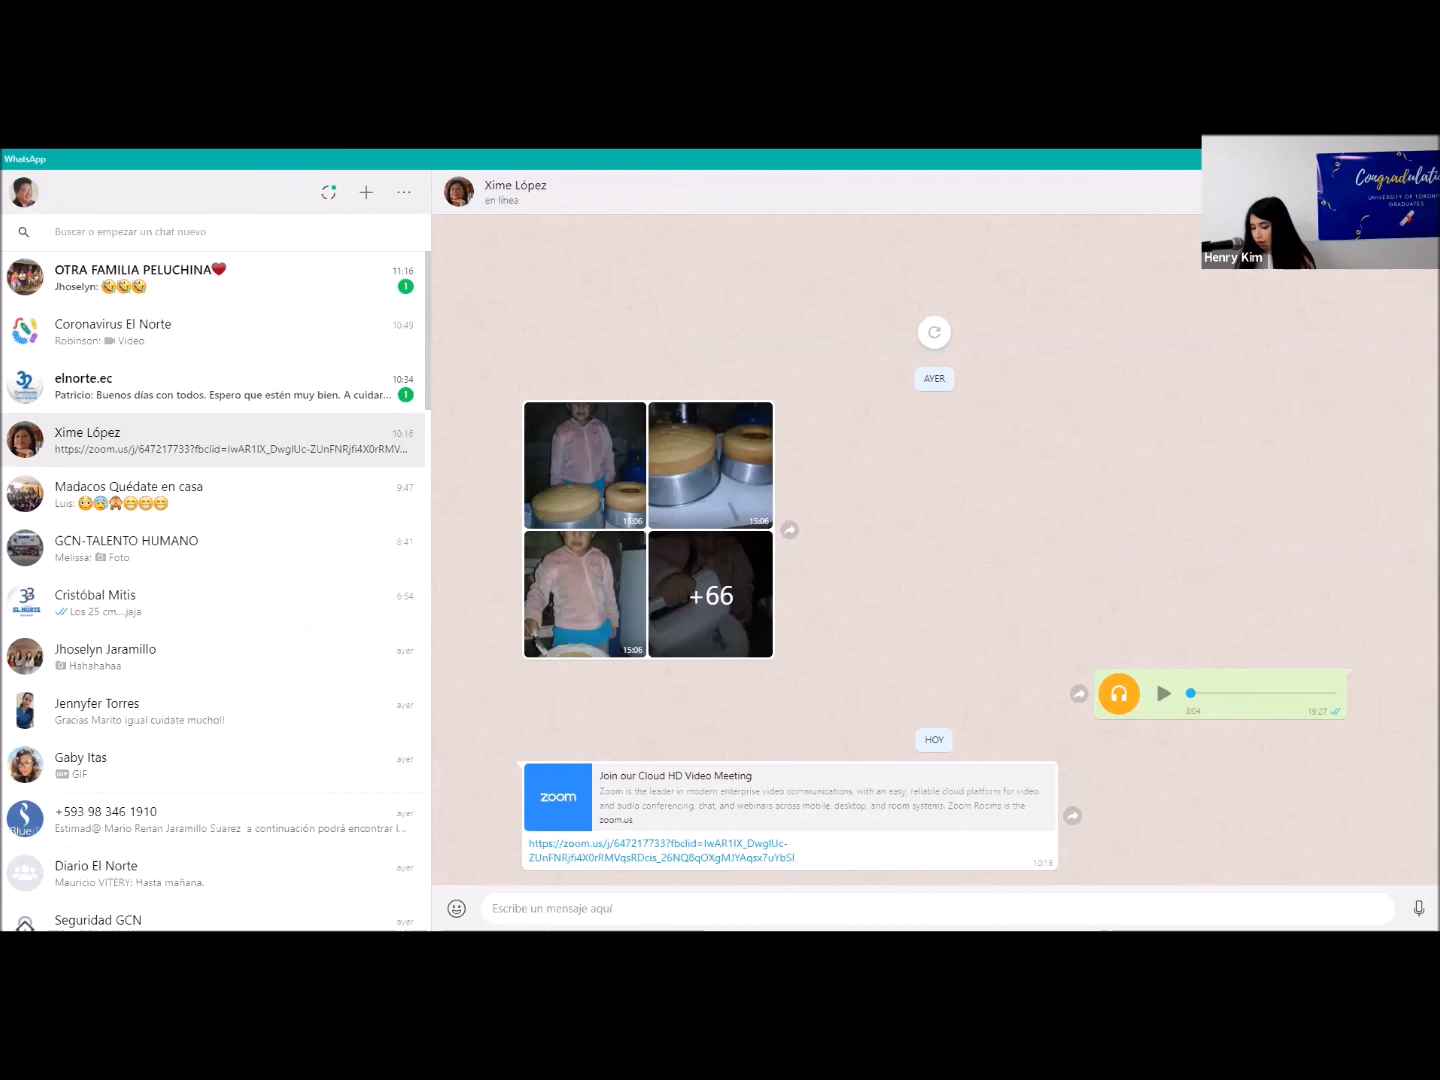 WhatsApp
Buscar o empezar un chat nuevo
OTRA FAMILIA PELUCHINA
11:16
Jhoselyn:
1
Coronavirus El Norte
10:49
Robinson: Video
elnorte.ec
10:34
Patricio: Buenos días con todos. Espero que estén muy bien. A cuidar...
1
Xime López
10:16
https://zoom.us/j/647217733?fbclid=IwAR1IX_DwgIUc-ZUnFNRjfi4X0rRMV...
Madacos Quédate en casa
9:47
Luis:
GCN-TALENTO HUMANO
8:41
Melissa: Foto
Cristóbal Mitis
6:54
Los 25 cm....jaja
Jhoselyn Jaramillo
ayer
Hahahahaa
Jennyfer Torres
ayer
Gracias Marito igual cuidate mucho!!
Gaby Itas
ayer
GIF GIF
+593 98 346 1910
ayer
Estimad@ Mario Renan Jaramillo Suarez a continuación podrá encontrar l...
Diario El Norte
ayer
Mauricio VITERY: Hasta mañana.
Seguridad GCN
ayer
Xime López
en línea
AYER
15:06
15:06
15:06
+66
3:04
19:27
HOY
zoom
Join our Cloud HD Video Meeting
Zoom is the leader in modern enterprise video communications, with an easy, reliable cloud platform for video
and audio conferencing, chat, and webinars across mobile, desktop, and room systems. Zoom Rooms is the
zoom.us
https://zoom.us/j/647217733?fbclid=IwAR1IX_DwgIUc-
ZUnFNRjfi4X0rRMVqsRDcis_26NQ8qOXgMJYAqsx7uYbSI
10:16
Escribe un mensaje aquí
Congradulati
UNIVERSITY OF TORONT
GRADUATES
Henry Kim